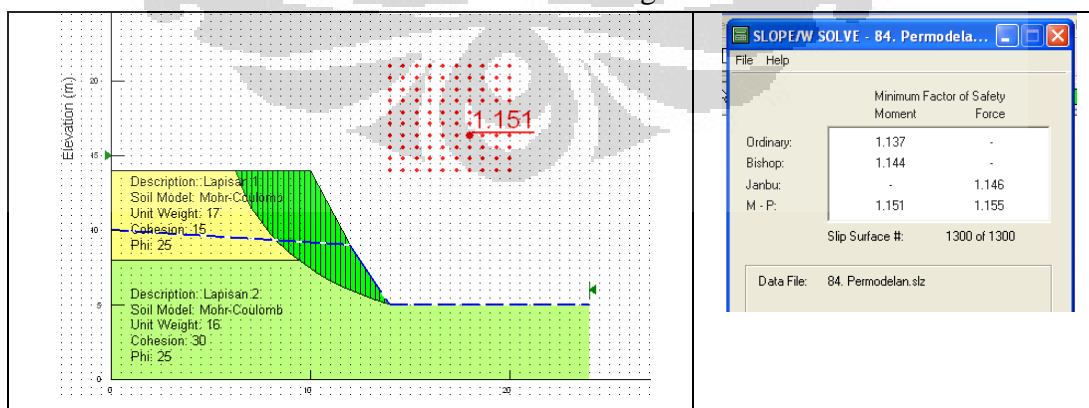 Elevation (m)
20
15
10
5
0
0
10
20
1.151
Description: Lapisan 1
Soil Model: Mohr-Coulomb
Unit Weight: 17
Cohesion: 15
Phi: 25
Description: Lapisan 2
Soil Model: Mohr-Coulomb
Unit Weight: 16
Cohesion: 30
Phi: 25
SLOPE/W SOLVE - 84. Permodela...
File Help
Minimum Factor of Safety
Moment Force
Ordinary: 1.137 -
Bishop: 1.144 -
Janbu: - 1.146
M - P: 1.151 1.155
Slip Surface #: 1300 of 1300
Data File: 84. Permodelan.slz